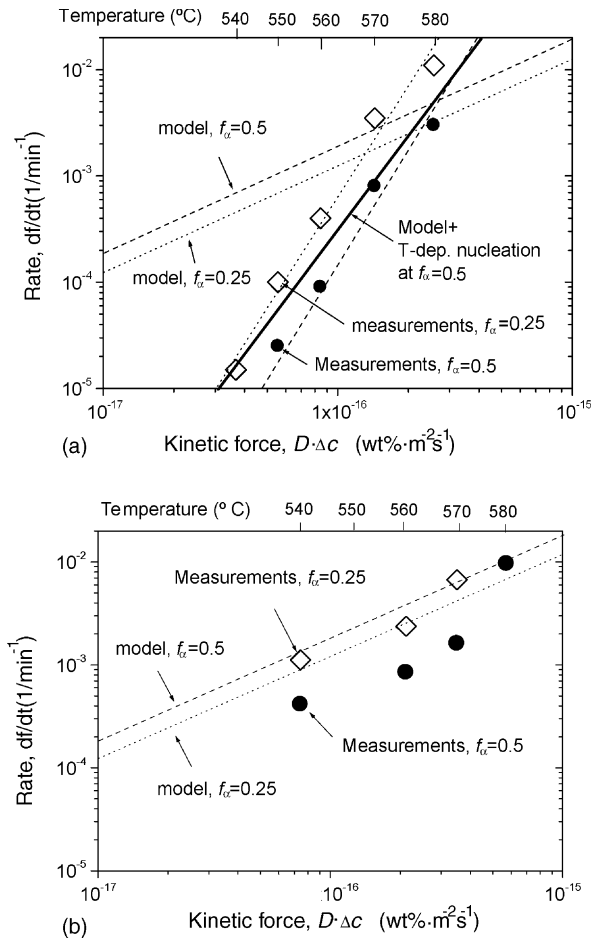 Temperature (ºC) 540 550 560 570 580
10⁻²
model, fα=0.5
10⁻³
Rate, df/dt(1/min⁻¹)
Model+
T-dep. nucleation
at fα=0.5
model, fα=0.25
10⁻⁴
measurements, fα=0.25
Measurements, fα=0.5
10⁻⁵
10⁻¹⁷ 1x10⁻¹⁶ 10⁻¹⁵
(a) Kinetic force, D·Δc (wt%·m⁻²s⁻¹)
Temperature (º C) 540 550 560 570 580
10⁻²
Measurements, fα=0.25
model, fα=0.5
10⁻³
Rate, df/dt(1/min⁻¹)
Measurements, fα=0.5
model, fα=0.25
10⁻⁴
10⁻⁵
10⁻¹⁷ 10⁻¹⁶ 10⁻¹⁵
(b) Kinetic force, D·Δc (wt%·m⁻²s⁻¹)